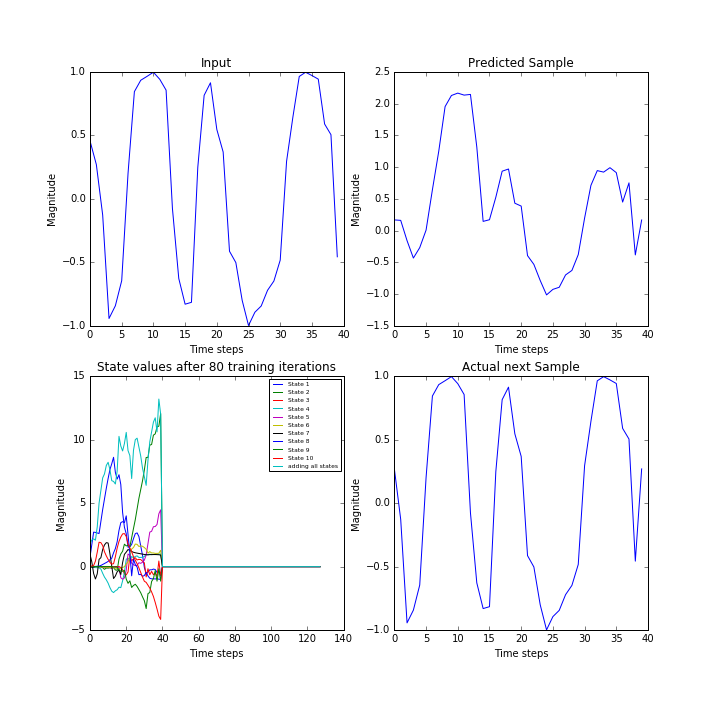 Input
1.0
0.5
0.0
−0.5
−1.0
Magnitude
0 5 10 15 20 25 30 35 40
Time steps
Predicted Sample
2.5
2.0
1.5
1.0
0.5
0.0
−0.5
−1.0
−1.5
Magnitude
0 5 10 15 20 25 30 35 40
Time steps
State values after 80 training iterations
15
10
5
0
−5
Magnitude
0 20 40 60 80 100 120 140
Time steps
State 1
State 2
State 3
State 4
State 5
State 6
State 7
State 8
State 9
State 10
adding all states
Actual next Sample
1.0
0.5
0.0
−0.5
−1.0
Magnitude
0 5 10 15 20 25 30 35 40
Time steps